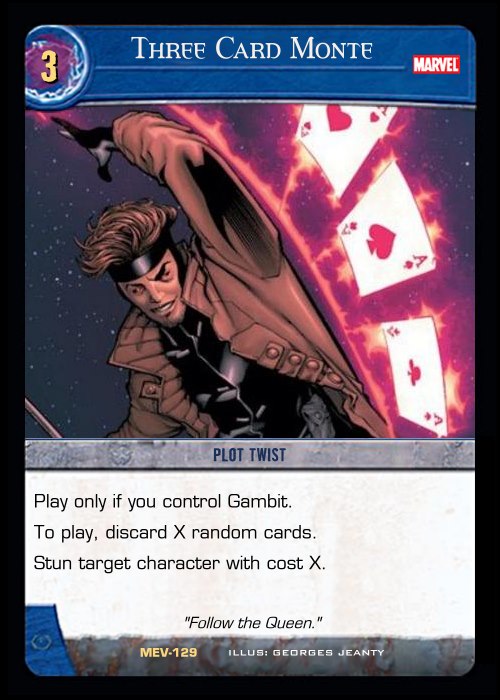 3
Three Card Monte
MARVEL
A
A
A
A
PLOT TWIST
Play only if you control Gambit.
To play, discard X random cards.
Stun target character with cost X.
"Follow the Queen."
MEV-129 ILLUS: GEORGES JEANTY